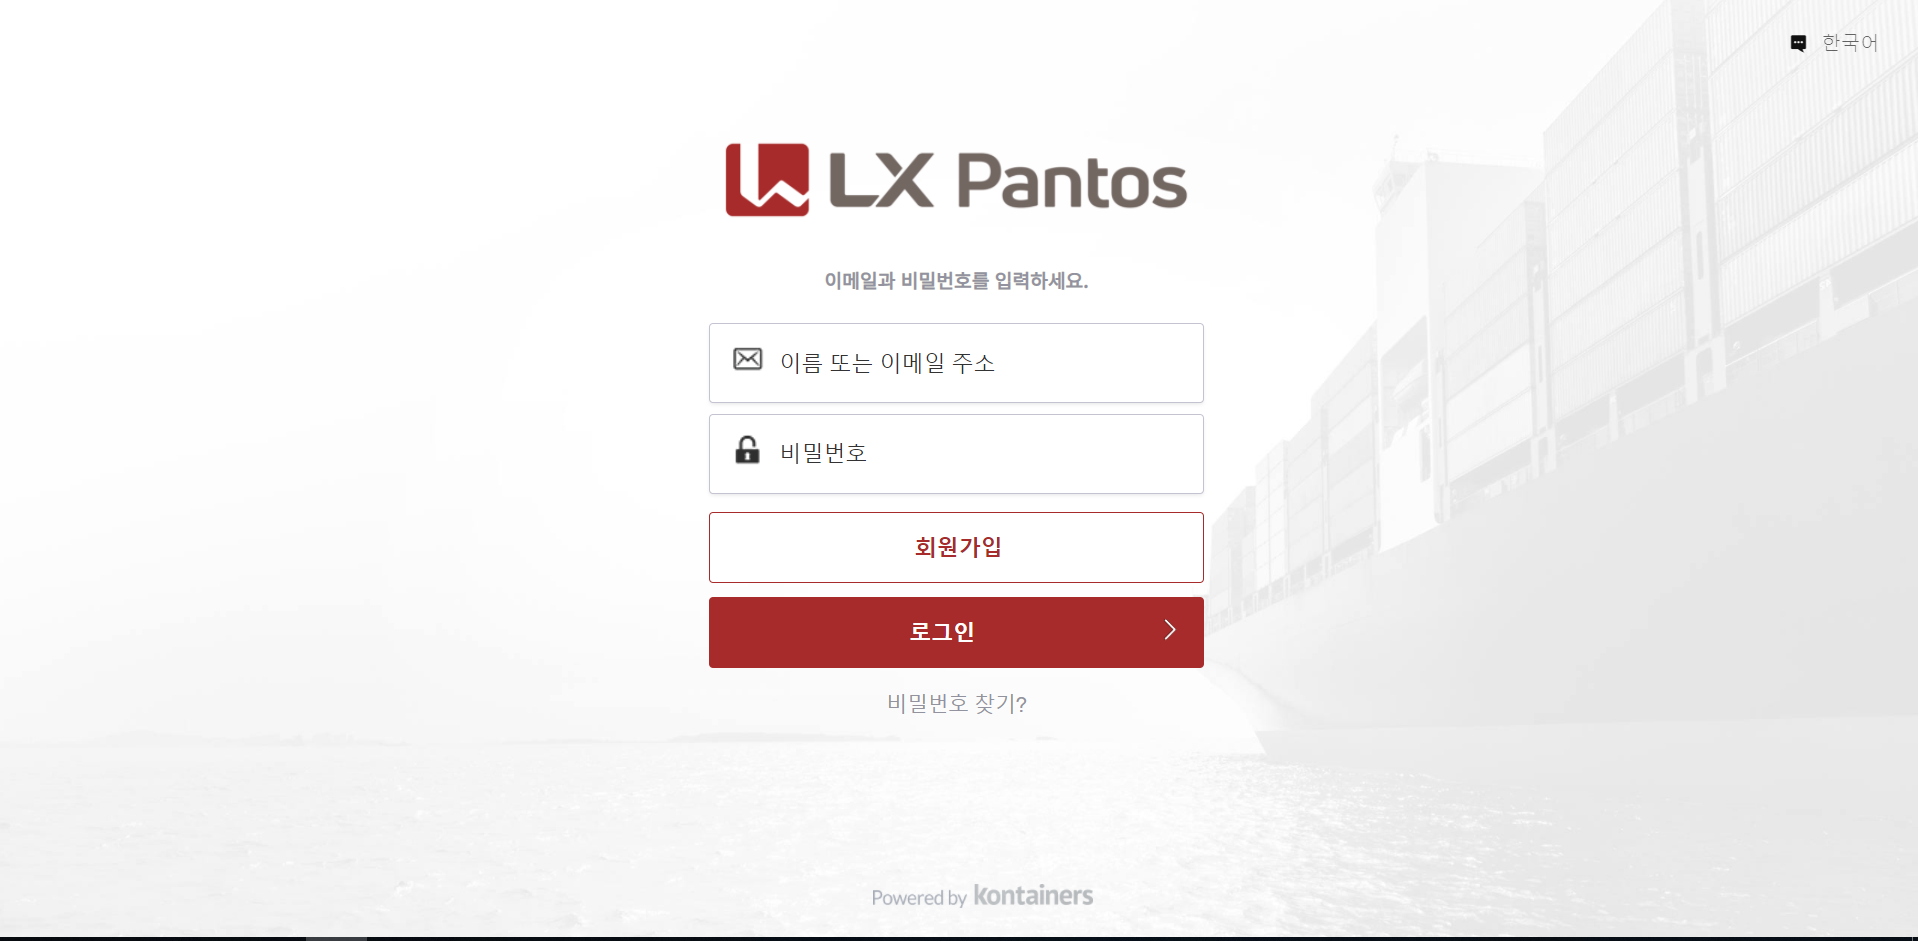 한국어
LX Pantos
이메일과 비밀번호를 입력하세요.
이름 또는 이메일 주소
비밀번호
회원가입
로그인
비밀번호 찾기?
Powered by kontainers